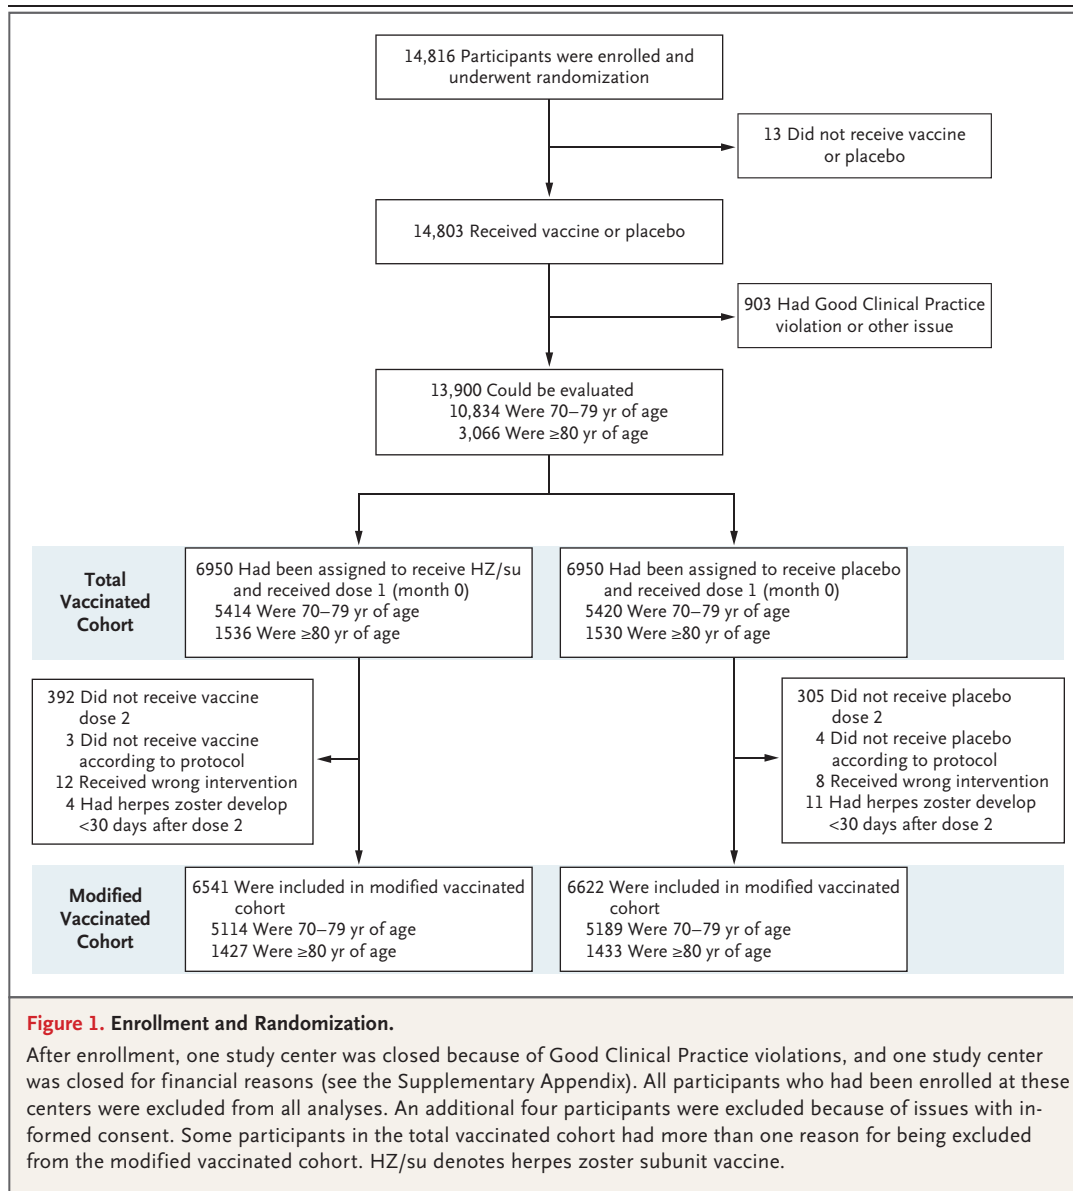 14,816 Participants were enrolled and
underwent randomization
13 Did not receive vaccine
or placebo
14,803 Received vaccine or placebo
903 Had Good Clinical Practice
violation or other issue
13,900 Could be evaluated
10,834 Were 70–79 yr of age
3,066 Were ≥80 yr of age
Total
Vaccinated
Cohort
6950 Had been assigned to receive HZ/su
and received dose 1 (month 0)
5414 Were 70–79 yr of age
1536 Were ≥80 yr of age
6950 Had been assigned to receive placebo
and received dose 1 (month 0)
5420 Were 70–79 yr of age
1530 Were ≥80 yr of age
392 Did not receive vaccine
dose 2
3 Did not receive vaccine
according to protocol
12 Received wrong intervention
4 Had herpes zoster develop
<30 days after dose 2
305 Did not receive placebo
dose 2
4 Did not receive placebo
according to protocol
8 Received wrong intervention
11 Had herpes zoster develop
<30 days after dose 2
Modified
Vaccinated
Cohort
6541 Were included in modified vaccinated
cohort
5114 Were 70–79 yr of age
1427 Were ≥80 yr of age
6622 Were included in modified vaccinated
cohort
5189 Were 70–79 yr of age
1433 Were ≥80 yr of age
Figure 1. Enrollment and Randomization.
After enrollment, one study center was closed because of Good Clinical Practice violations, and one study center
was closed for financial reasons (see the Supplementary Appendix). All participants who had been enrolled at these
centers were excluded from all analyses. An additional four participants were excluded because of issues with in-
formed consent. Some participants in the total vaccinated cohort had more than one reason for being excluded
from the modified vaccinated cohort. HZ/su denotes herpes zoster subunit vaccine.